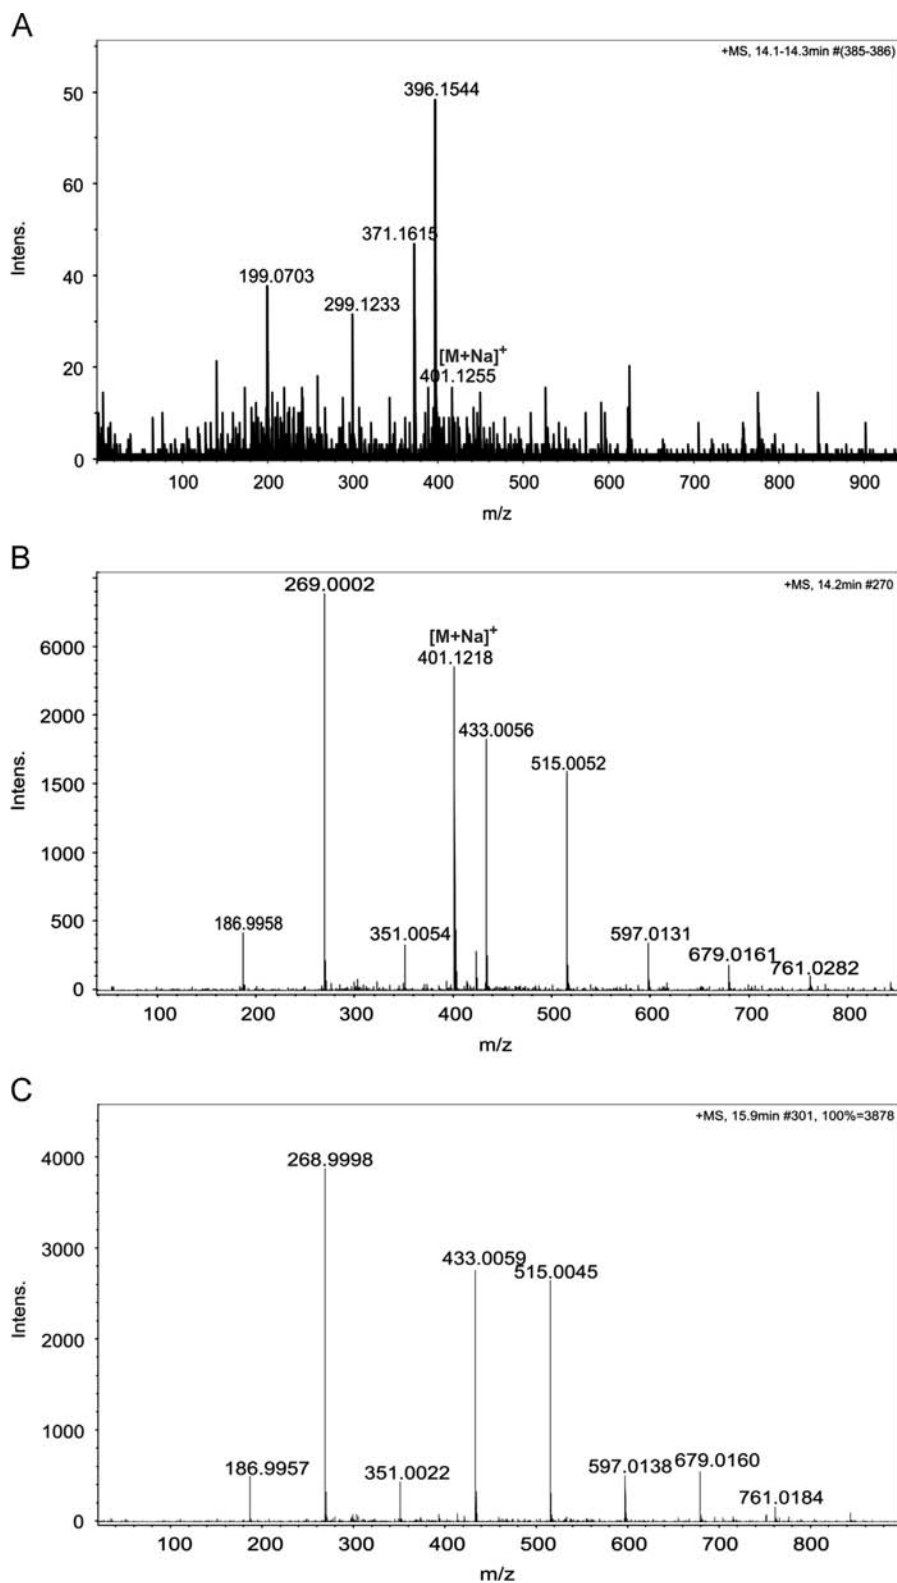 A
+MS, 14.1-14.3min #(385-386)
50
60
40
20
0
Intens.
396.1544
371.1615
199.0703
299.1233
[M+Na]+
401.1255
100 200 300 400 500 600 700 800 900
m/z
B
+MS, 14.2min #270
6000
2000
1500
1000
500
0
Intens.
269.0002
[M+Na]+
401.1218
433.0056
515.0052
186.9958
351.0054
597.0131
679.0161
761.0282
100 200 300 400 500 600 700 800
m/z
C
+MS, 15.9min #301, 100%=3878
4000
3000
2000
1000
0
Intens.
268.9998
433.0059
515.0045
186.9957
351.0022
597.0138
679.0160
761.0184
100 200 300 400 500 600 700 800
m/z